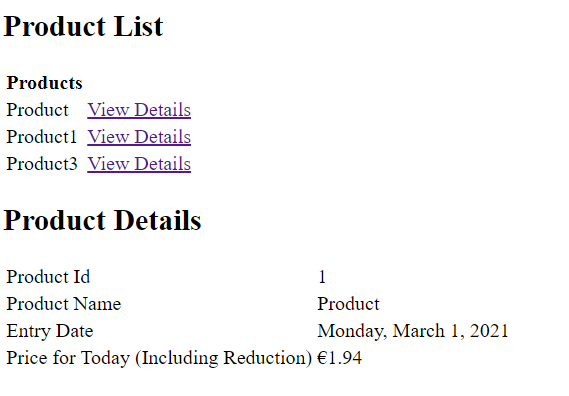 Product List
Products
Product View Details
Product1 View Details
Product3 View Details
Product Details
Product Id 1
Product Name Product
Entry Date Monday, March 1, 2021
Price for Today (Including Reduction) €1.94